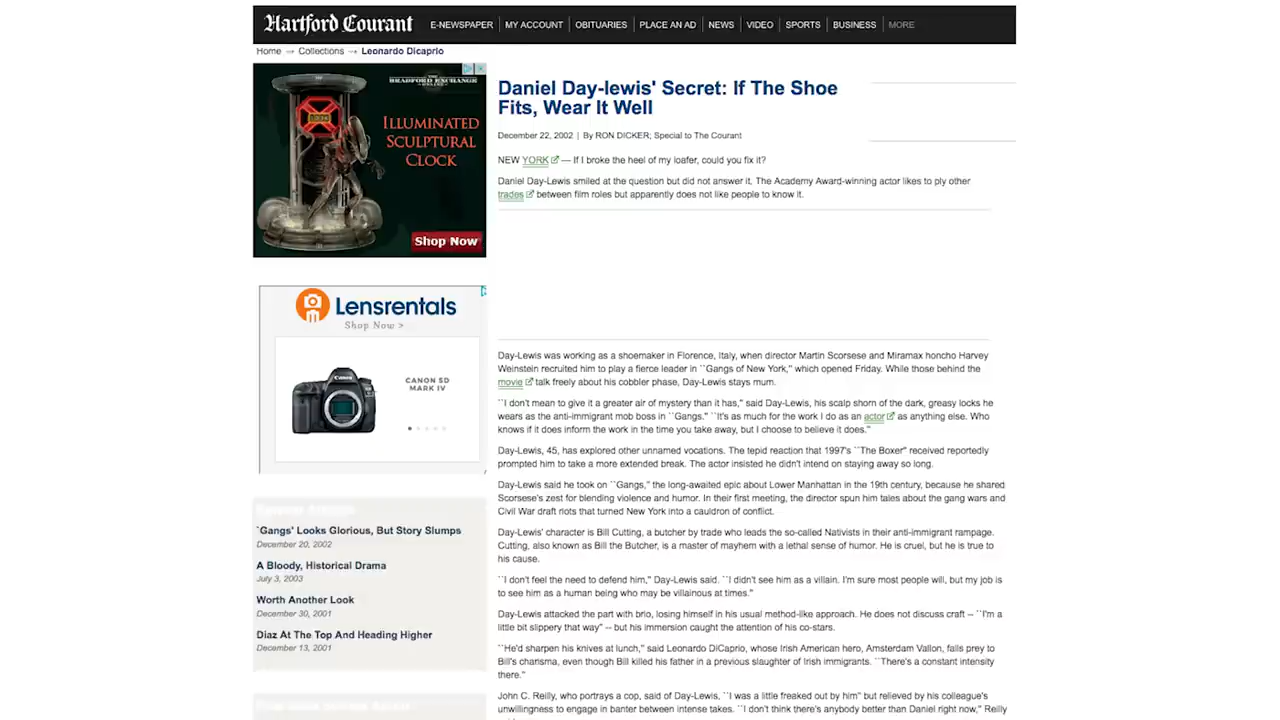 Hartford Courant E-NEWSPAPER MY ACCOUNT OBITUARIES PLACE AN AD NEWS VIDEO SPORTS BUSINESS MORE
Home → Collections → Leonardo Dicaprio
THE
BRADFORD EXCHANGE
ONLINE
ILLUMINATED
SCULPTURAL
CLOCK
Shop Now
Lensrentals
Shop Now >
Canon
CANON 5D
MARK IV
`Gangs' Looks Glorious, But Story Slumps
December 20, 2002
A Bloody, Historical Drama
July 3, 2003
Worth Another Look
December 30, 2001
Diaz At The Top And Heading Higher
December 13, 2001
Daniel Day-lewis' Secret: If The Shoe
Fits, Wear It Well
December 22, 2002 | By RON DICKER; Special to The Courant
NEW YORK — If I broke the heel of my loafer, could you fix it?
Daniel Day-Lewis smiled at the question but did not answer it. The Academy Award-winning actor likes to ply other
trades between film roles but apparently does not like people to know it.
Day-Lewis was working as a shoemaker in Florence, Italy, when director Martin Scorsese and Miramax honcho Harvey
Weinstein recruited him to play a fierce leader in ``Gangs of New York,'' which opened Friday. While those behind the
movie talk freely about his cobbler phase, Day-Lewis stays mum.
``I don't mean to give it a greater air of mystery than it has,'' said Day-Lewis, his scalp shorn of the dark, greasy locks he
wears as the anti-immigrant mob boss in ``Gangs.'' ``It's as much for the work I do as an actor as anything else. Who
knows if it does inform the work in the time you take away, but I choose to believe it does.''
Day-Lewis, 45, has explored other unnamed vocations. The tepid reaction that 1997's ``The Boxer'' received reportedly
prompted him to take a more extended break. The actor insisted he didn't intend on staying away so long.
Day-Lewis said he took on ``Gangs,'' the long-awaited epic about Lower Manhattan in the 19th century, because he shared
Scorsese's zest for blending violence and humor. In their first meeting, the director spun him tales about the gang wars and
Civil War draft riots that turned New York into a cauldron of conflict.
Day-Lewis' character is Bill Cutting, a butcher by trade who leads the so-called Nativists in their anti-immigrant rampage.
Cutting, also known as Bill the Butcher, is a master of mayhem with a lethal sense of humor. He is cruel, but he is true to
his cause.
``I don't feel the need to defend him,'' Day-Lewis said. ``I didn't see him as a villain. I'm sure most people will, but my job is
to see him as a human being who may be villainous at times.''
Day-Lewis attacked the part with brio, losing himself in his usual method-like approach. He does not discuss craft -- ``I'm a
little bit slippery that way'' -- but his immersion caught the attention of his co-stars.
``He'd sharpen his knives at lunch,'' said Leonardo DiCaprio, whose Irish American hero, Amsterdam Vallon, falls prey to
Bill's charisma, even though Bill killed his father in a previous slaughter of Irish immigrants. ``There's a constant intensity
there.''
John C. Reilly, who portrays a cop, said of Day-Lewis, ``I was a little freaked out by him'' but relieved by his colleague's
unwillingness to engage in banter between intense takes. ``I don't think there's anybody better than Daniel right now,'' Reilly